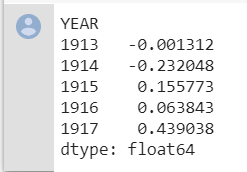 YEAR
1913   -0.001312
1914   -0.232048
1915    0.155773
1916    0.063843
1917    0.439038
dtype: float64